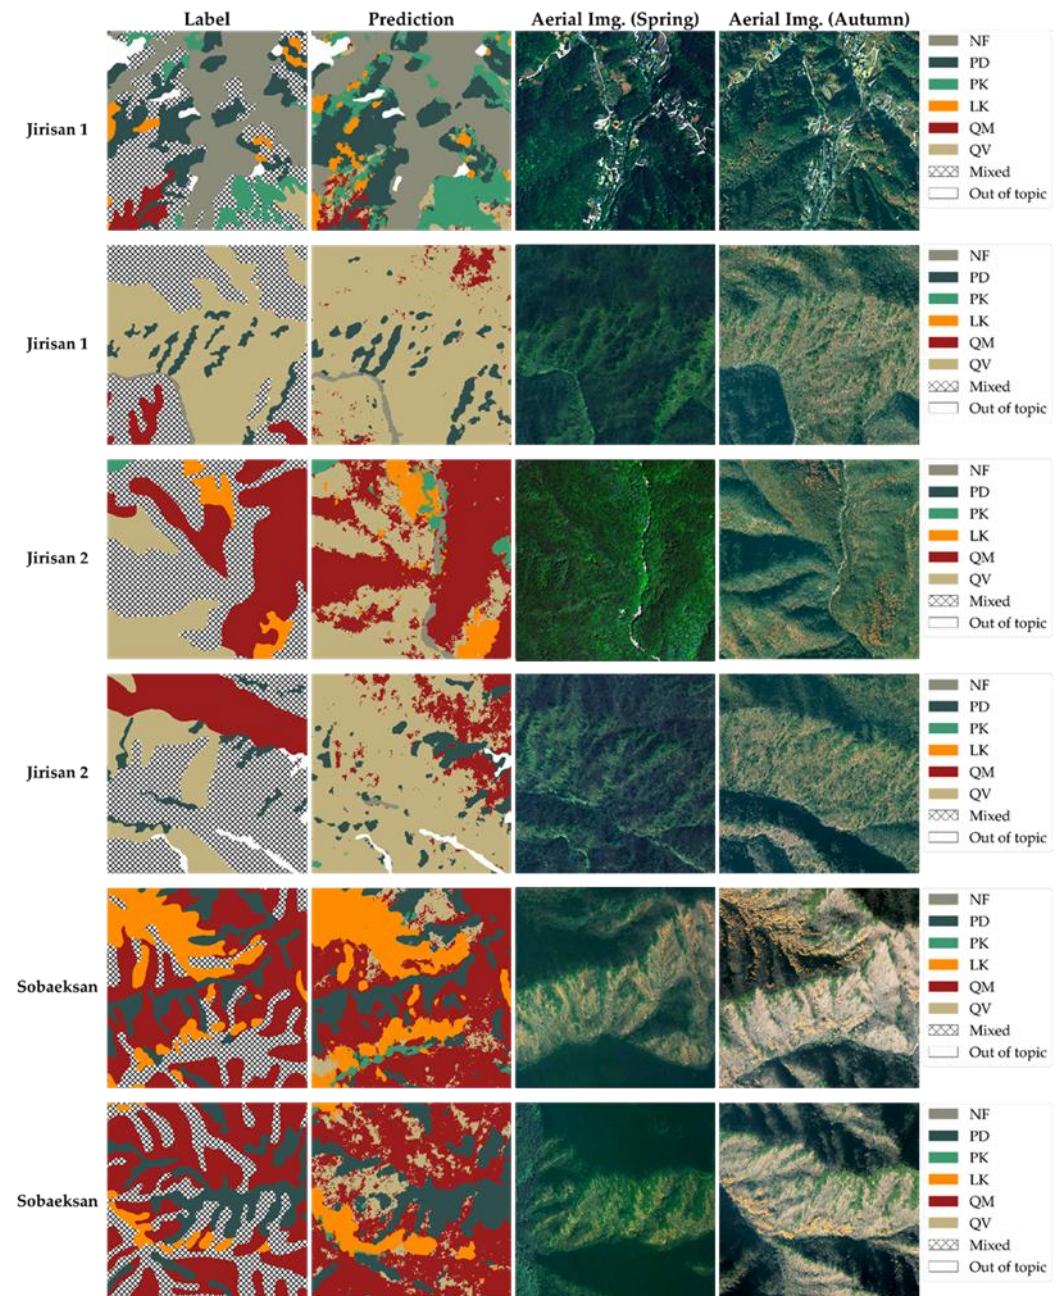 Label Prediction Aerial Img. (Spring) Aerial Img. (Autumn)
Jirisan 1
NF
PD
PK
LK
QM
QV
Mixed
Out of topic
Jirisan 1
NF
PD
PK
LK
QM
QV
Mixed
Out of topic
Jirisan 2
NF
PD
PK
LK
QM
QV
Mixed
Out of topic
Jirisan 2
NF
PD
PK
LK
QM
QV
Mixed
Out of topic
Sobaeksan
NF
PD
PK
LK
QM
QV
Mixed
Out of topic
Sobaeksan
NF
PD
PK
LK
QM
QV
Mixed
Out of topic